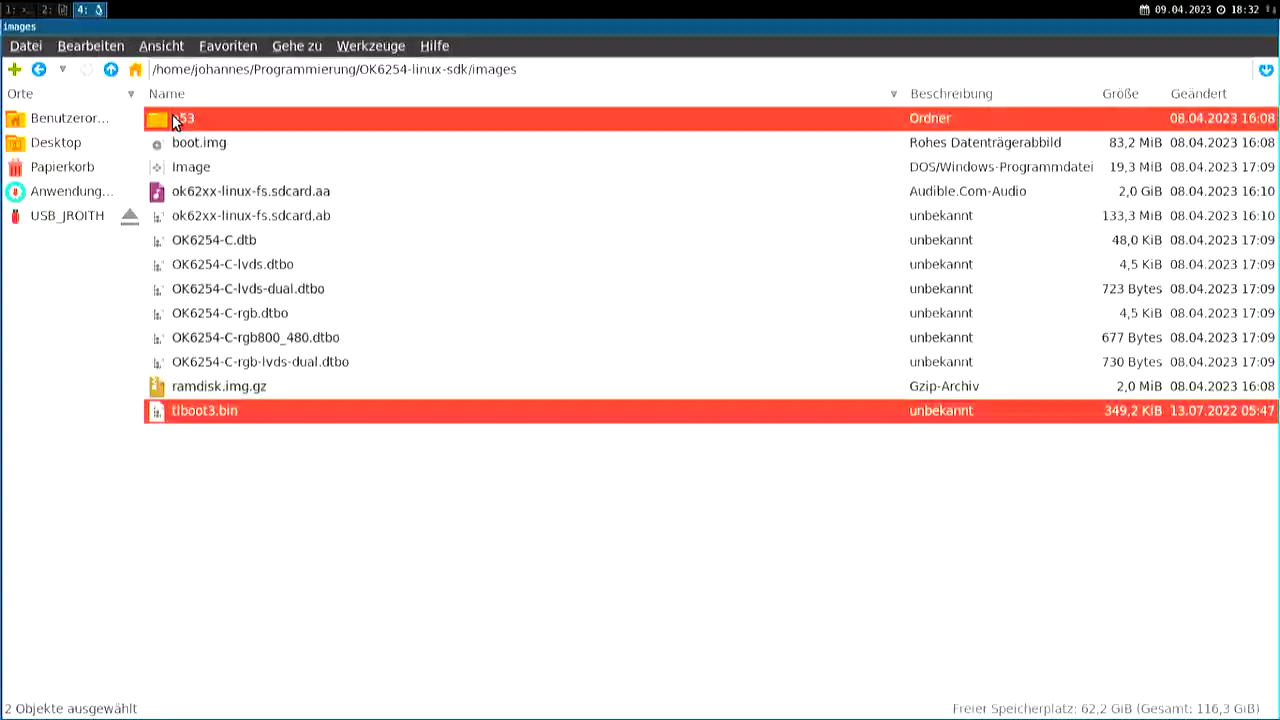 1: 2: 4: 09.04.2023 18:32
images
Datei Bearbeiten Ansicht Favoriten Gehe zu Werkzeuge Hilfe
/home/johannes/Programmierung/OK6254-linux-sdk/images
Orte Name Beschreibung Größe Geändert
Benutzeror... 53 Ordner 08.04.2023 16:08
Desktop boot.img Rohes Datenträgerabbild 83,2 MiB 08.04.2023 16:08
Papierkorb Image DOS/Windows-Programmdatei 19,3 MiB 08.04.2023 17:09
Anwendung... ok62xx-linux-fs.sdcard.aa Audible.Com-Audio 2,0 GiB 08.04.2023 16:10
USB_JROITH ok62xx-linux-fs.sdcard.ab unbekannt 133,3 MiB 08.04.2023 16:10
OK6254-C.dtb unbekannt 48,0 KiB 08.04.2023 17:09
OK6254-C-lvds.dtbo unbekannt 4,5 KiB 08.04.2023 17:09
OK6254-C-lvds-dual.dtbo unbekannt 723 Bytes 08.04.2023 17:09
OK6254-C-rgb.dtbo unbekannt 4,5 KiB 08.04.2023 17:09
OK6254-C-rgb800_480.dtbo unbekannt 677 Bytes 08.04.2023 17:09
OK6254-C-rgb-lvds-dual.dtbo unbekannt 730 Bytes 08.04.2023 17:09
ramdisk.img.gz Gzip-Archiv 2,0 MiB 08.04.2023 16:08
tlboot3.bin unbekannt 349,2 KiB 13.07.2022 05:47
2 Objekte ausgewählt Freier Speicherplatz: 62,2 GiB (Gesamt: 116,3 GiB)